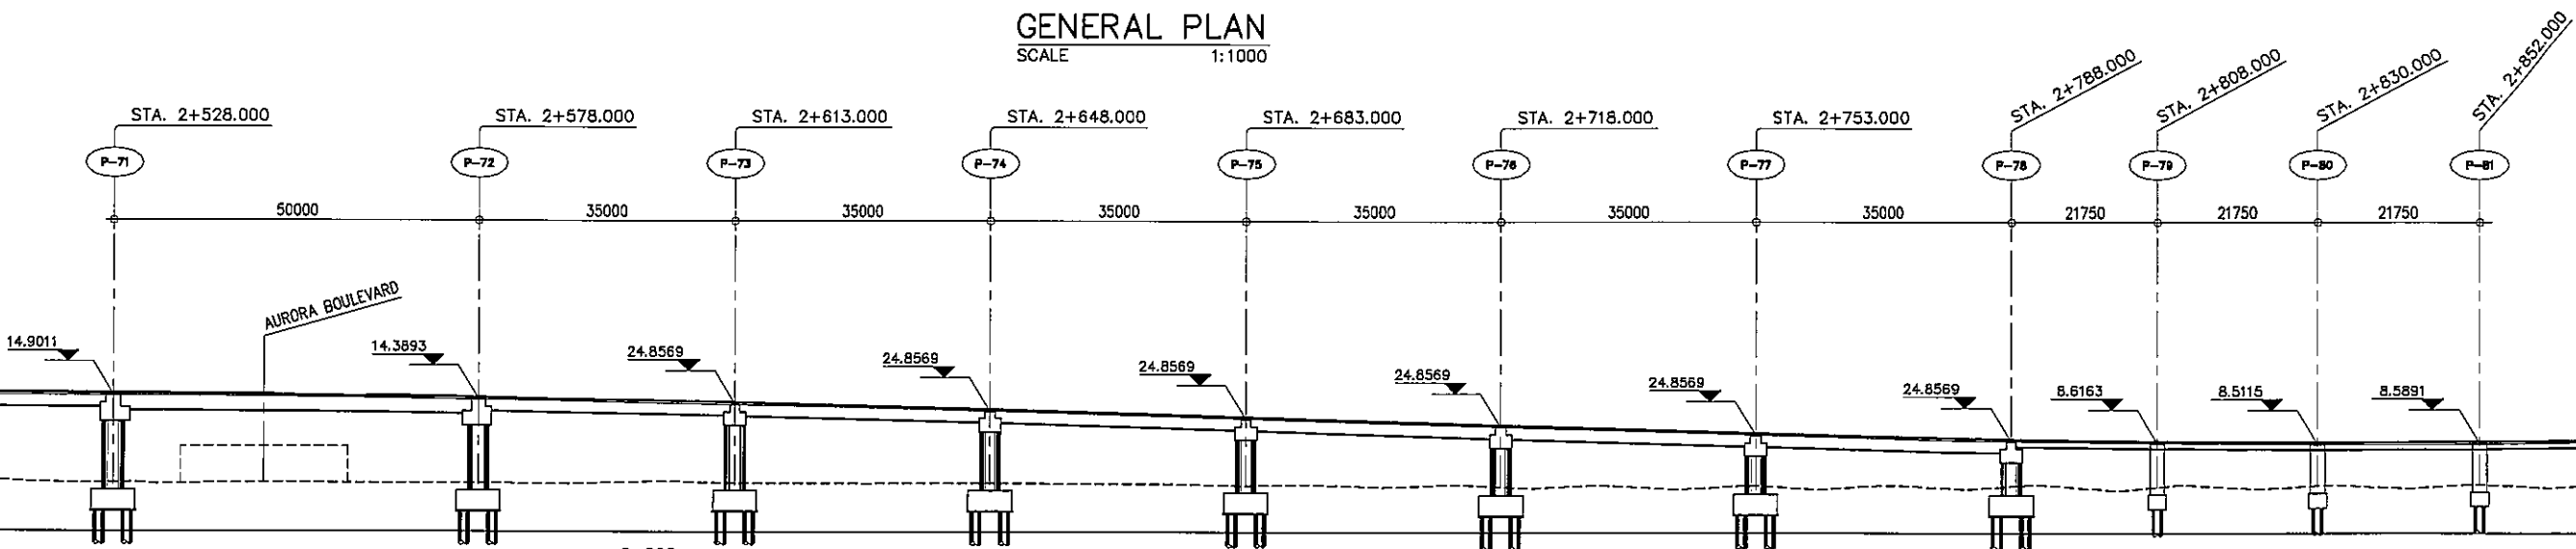 GENERAL PLAN
SCALE 1:1000
STA. 2+528.000
STA. 2+578.000
STA. 2+613.000
STA. 2+648.000
STA. 2+683.000
STA. 2+718.000
STA. 2+753.000
STA. 2+788.000
STA. 2+808.000
STA. 2+830.000
STA. 2+852.000
P-71
P-72
P-73
P-74
P-75
P-76
P-77
P-78
P-79
P-80
P-81
50000
35000
35000
35000
35000
35000
35000
21750
21750
21750
AURORA BOULEVARD
14.9011
14.3893
24.8569
24.8569
24.8569
24.8569
24.8569
24.8569
8.6163
8.5115
8.5891